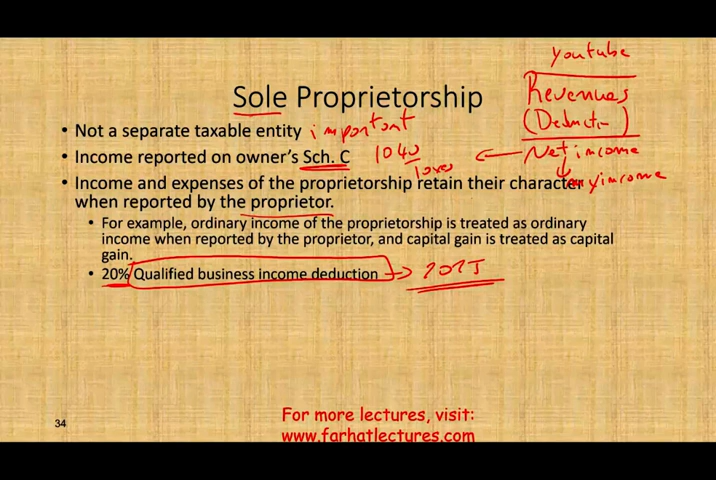 youtube
Sole Proprietorship
Revenues
(Deduction)
• Not a separate taxable entity important
• Income reported on owner's Sch. C 1040
Net income
• Income and expenses of the proprietorship retain their character
my income
when reported by the proprietor.
• For example, ordinary income of the proprietorship is treated as ordinary
income when reported by the proprietor, and capital gain is treated as capital
gain.
• 20% Qualified business income deduction
34
For more lectures, visit:
www.farhatlectures.com